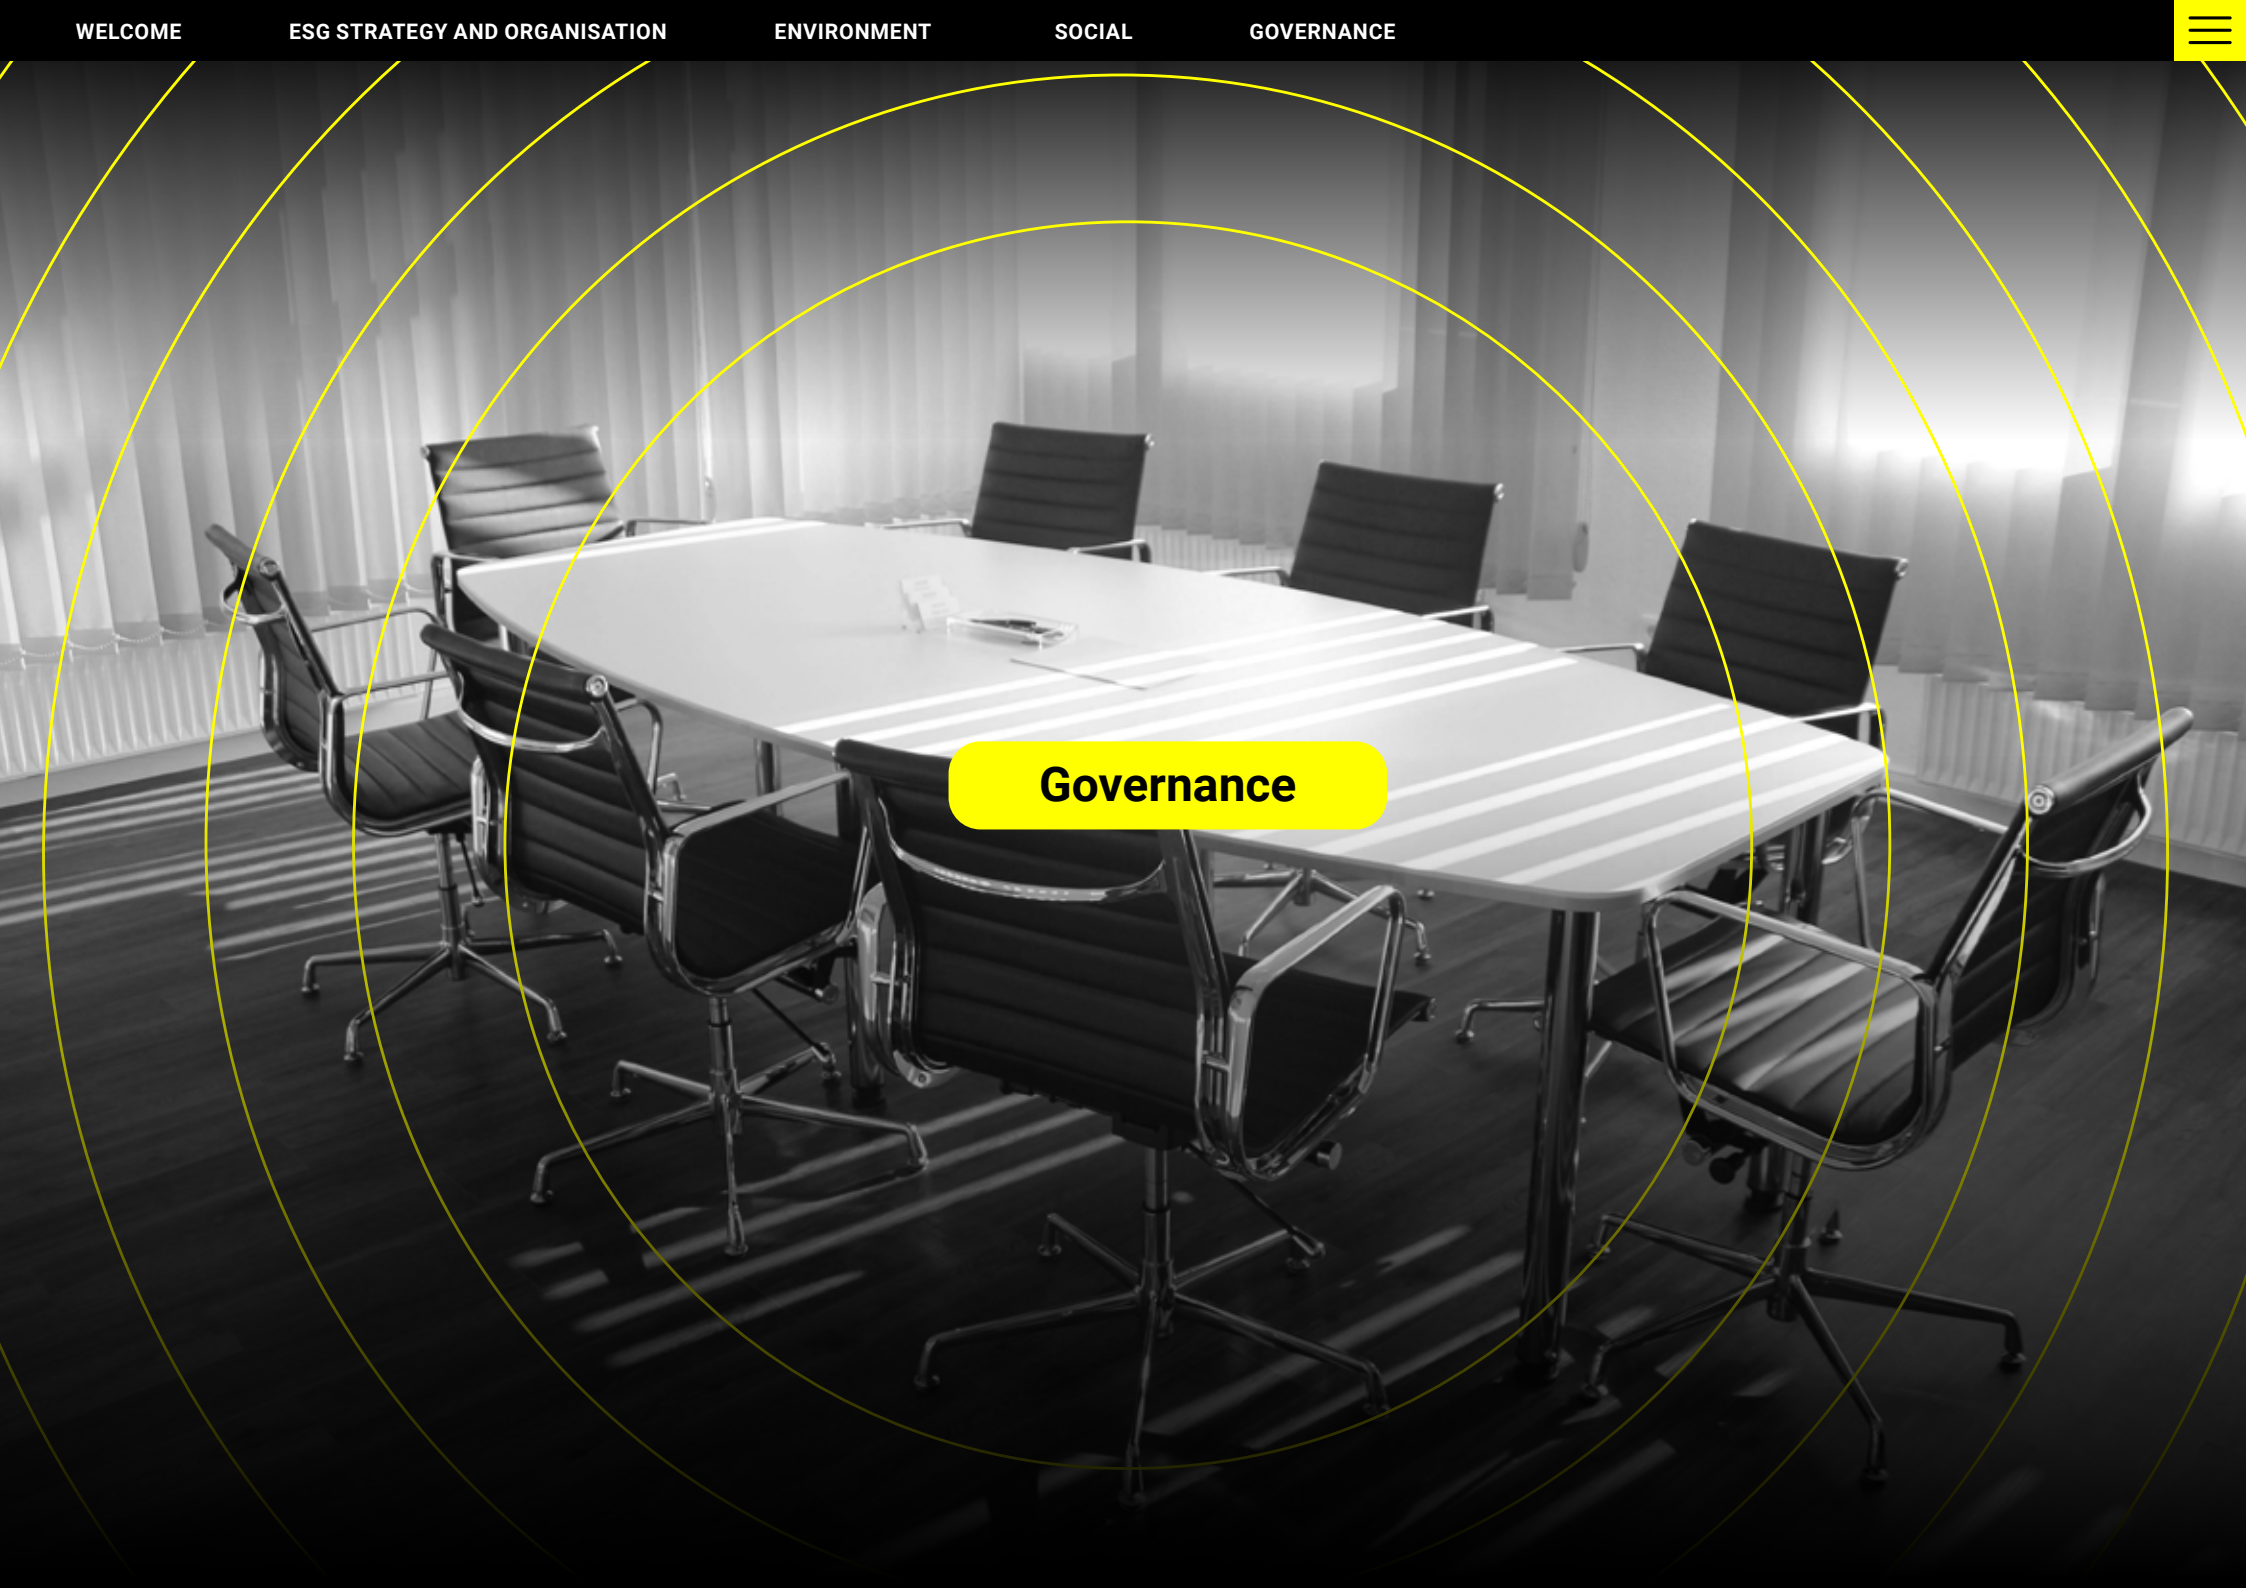 WELCOME
ESG STRATEGY AND ORGANISATION
ENVIRONMENT
SOCIAL
GOVERNANCE
Governance